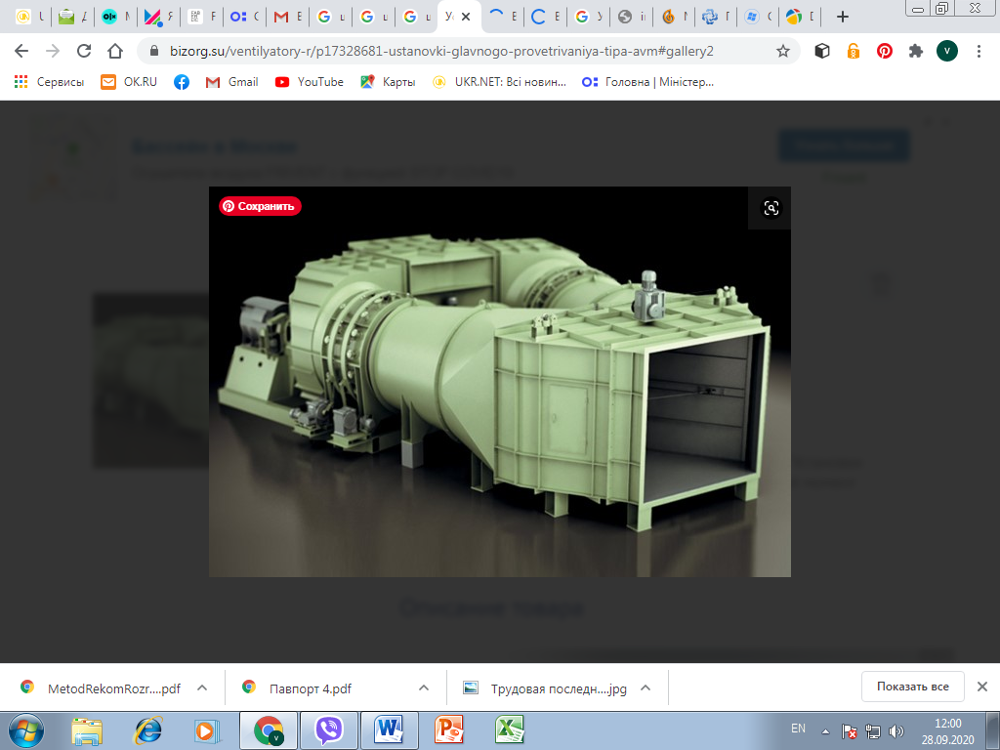 bizorg.su/ventilyatory-r/p17328681-ustanovki-glavnogo-provetrivaniya-tipa-avm#gallery2
V
Сервисы
OK.RU
Gmail
YouTube
Карты
UKR.NET: Всі новин...
Головна | Міністер...
Сохранить
Описание товара
MetodRekomRozr....pdf
Павпорт 4.pdf
Трудовая последн....jpg
Показать все
EN
12:00
28.09.2020